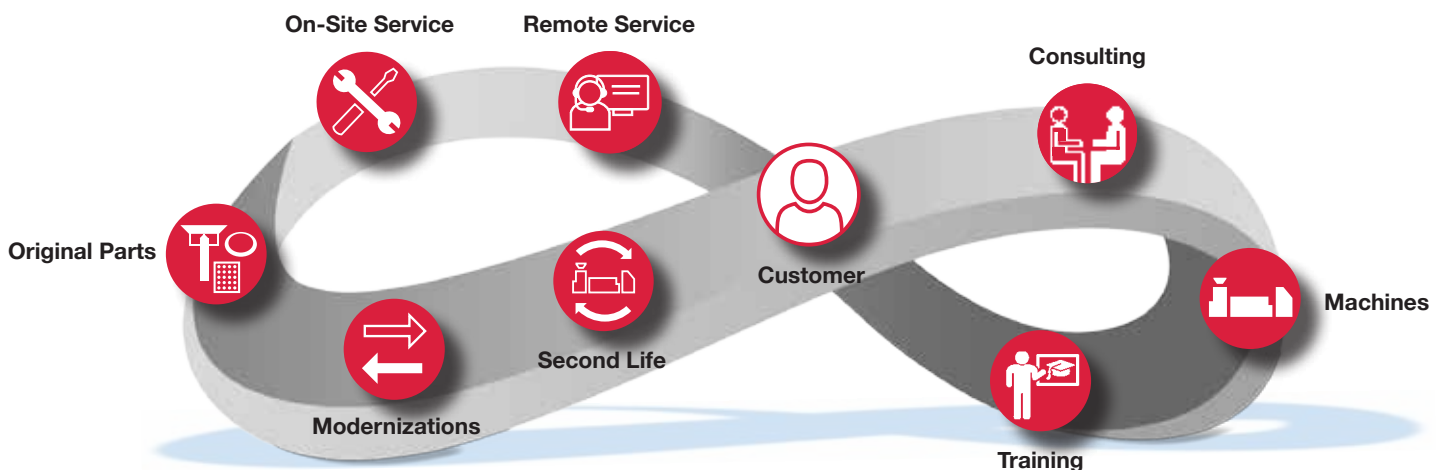 On-Site Service
Remote Service
Consulting
Original Parts
Customer
Machines
Second Life
Modernizations
Training